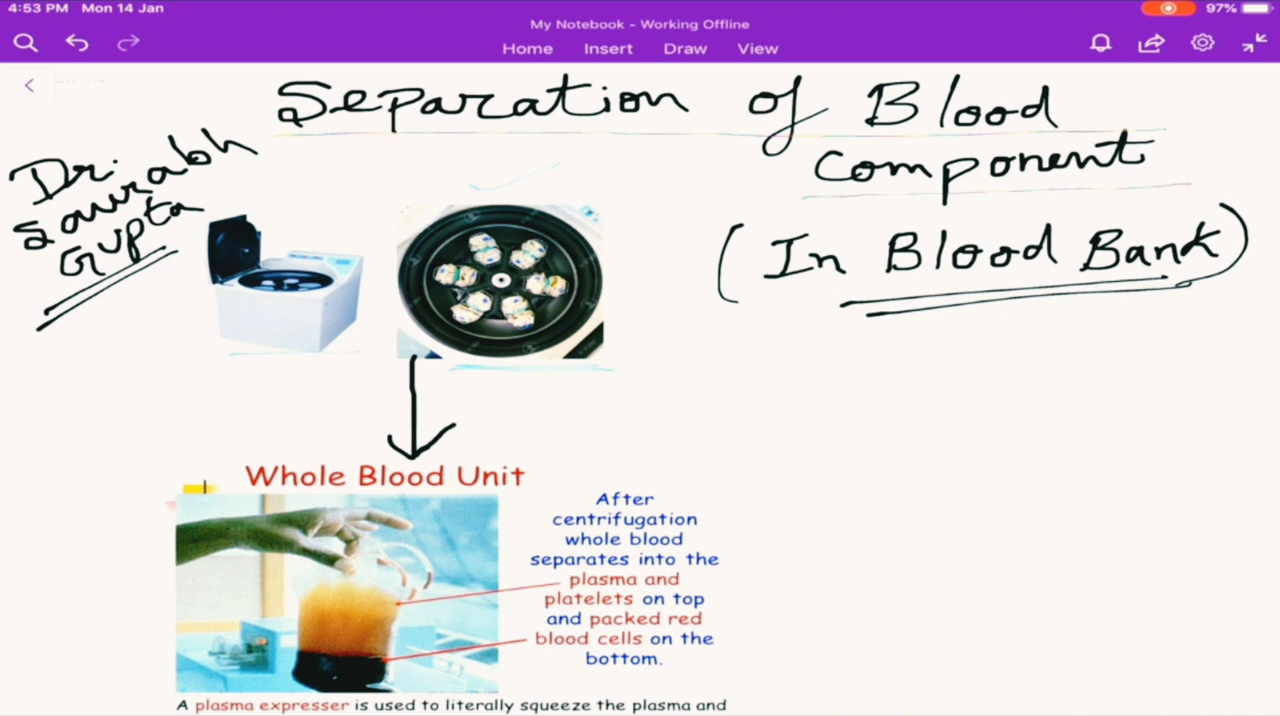 4:53 PM Mon 14 Jan
97%
My Notebook - Working Offline
Home Insert Draw View
Separation of Blood
Component
(In Blood Bank)
Dr.
Saurabh
Gupta
Whole Blood Unit
After
centrifugation
whole blood
separates into the
plasma and
platelets on top
and packed red
blood cells on the
bottom.
A plasma expresser is used to literally squeeze the plasma and